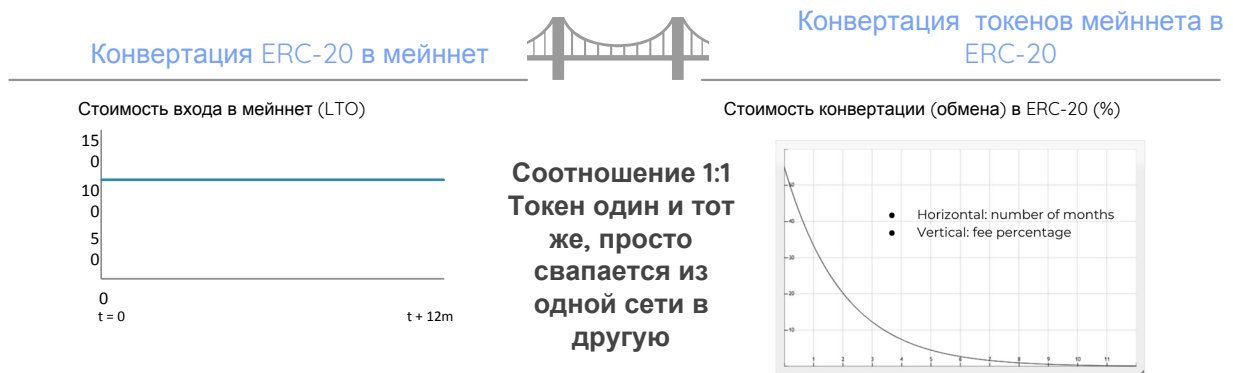 Конвертация ERC-20 в мейннет
Конвертация токенов мейннета в
ERC-20
Стоимость входа в мейннет (LTO)
15
0
10
0
5
0
0
t = 0
t + 12m
Соотношение 1:1
Токен один и тот
же, просто
свапается из
одной сети в
другую
Стоимость конвертации (обмена) в ERC-20 (%)
50
40
30
20
10
• Horizontal: number of months
• Vertical: fee percentage
1 2 3 4 5 6 7 8 9 10 11